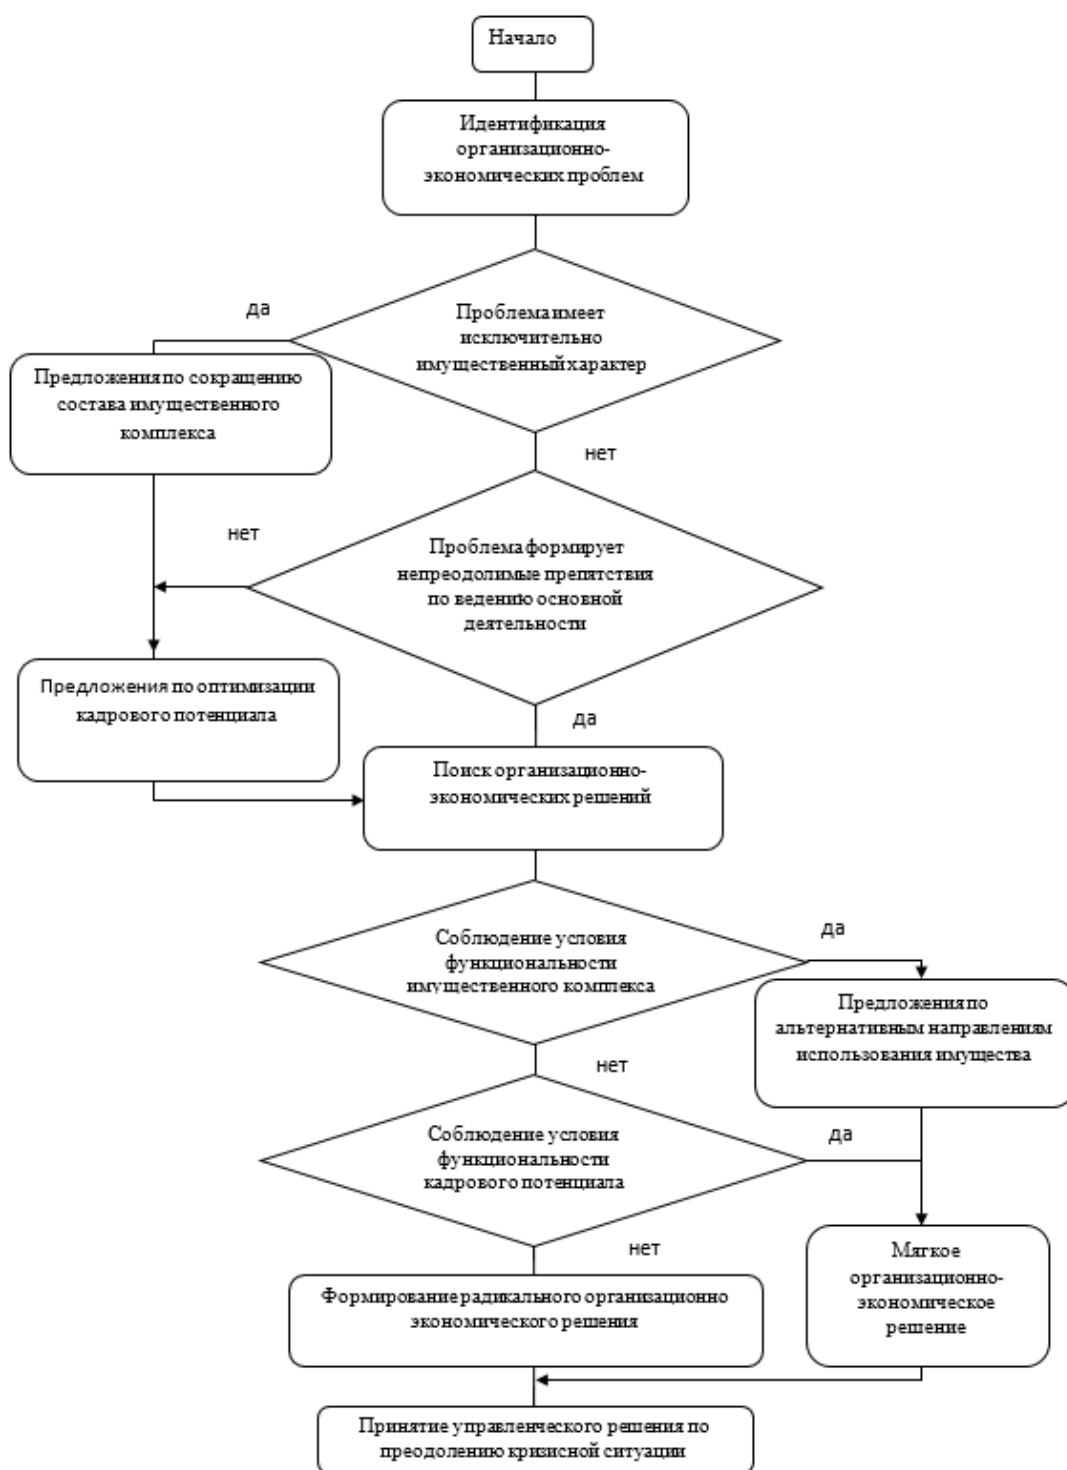 Начало
Идентификация
организационно-
экономических проблем
да
Проблема имеет
исключительно
имущественный характер
Предложения по сокращению
состава имущественного
комплекса
нет
нет
Проблема формирует
непреодолимые препятствия
по ведению основной
деятельности
Предложения по оптимизации
кадрового потенциала
да
Поиск организационно-
экономических решений
да
Соблюдение условия
функциональности
имущественного комплекса
Предложения по
альтернативным направлениям
использования имущества
нет
да
Соблюдение условия
функциональности
кадрового потенциала
нет
Мягкое
организационно-
экономическое
решение
Формирование радикального организационно
экономического решения
Принятие управленческого решения по
преодолению кризисной ситуации